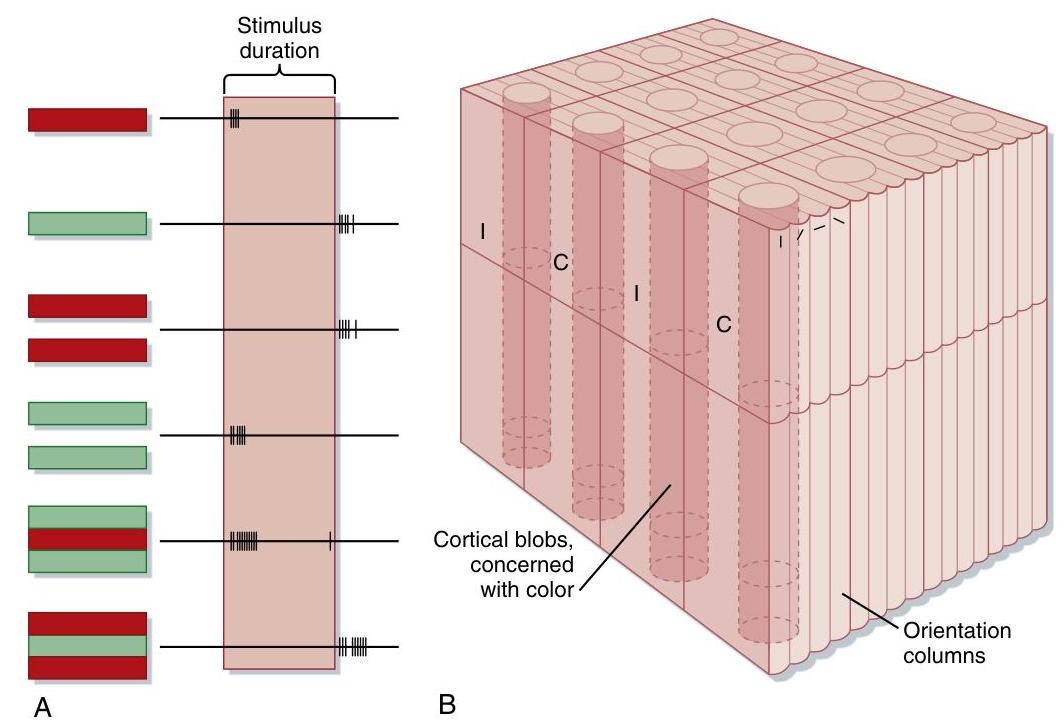 Stimulus
duration
A
I
C
I
C
Cortical blobs,
concerned
with color
Orientation
columns
B